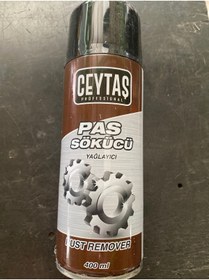 CEYTAŞ
PROFESSIONAL
PAS
SÖKÜCÜ
YAĞLAYICI
RUST REMOVER
400 ml